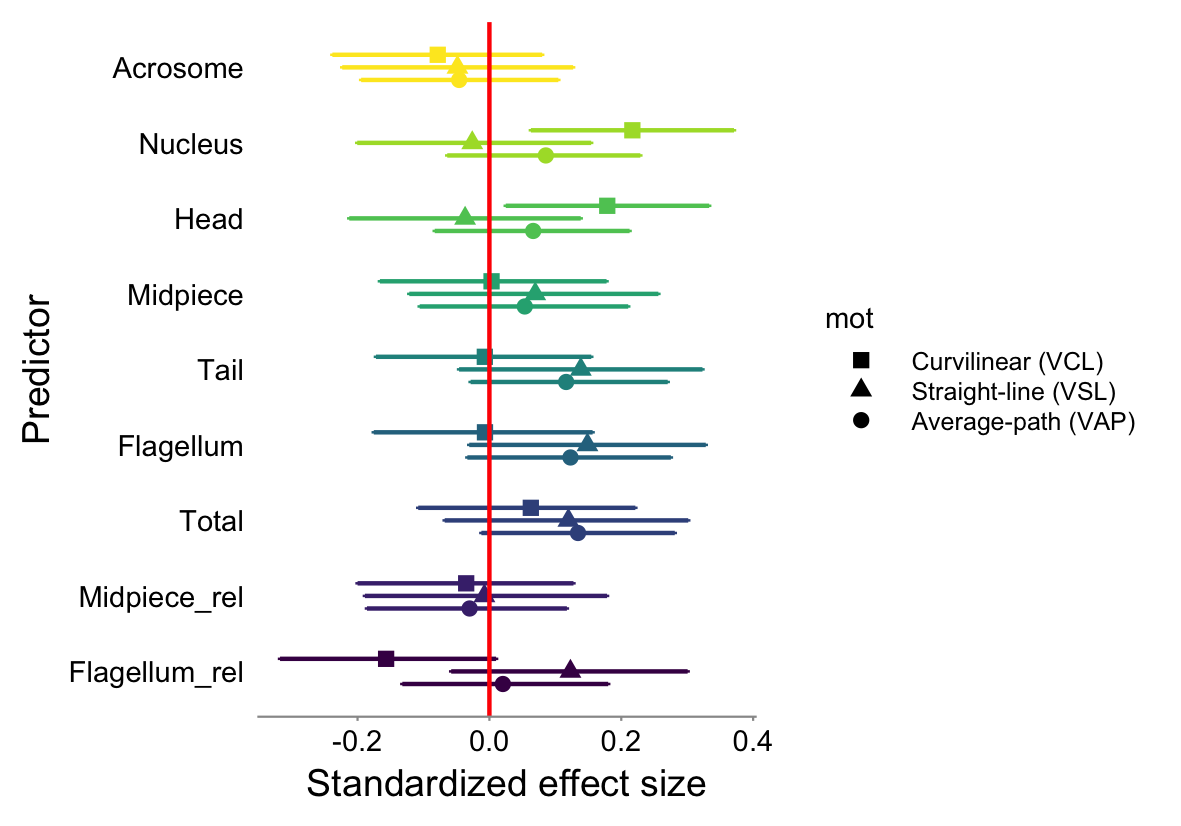 Predictor
Acrosome
Nucleus
Head
Midpiece
Tail
Flagellum
Total
Midpiece_rel
Flagellum_rel
-0.2 0.0 0.2 0.4
Standardized effect size
mot
Curvilinear (VCL)
Straight-line (VSL)
Average-path (VAP)